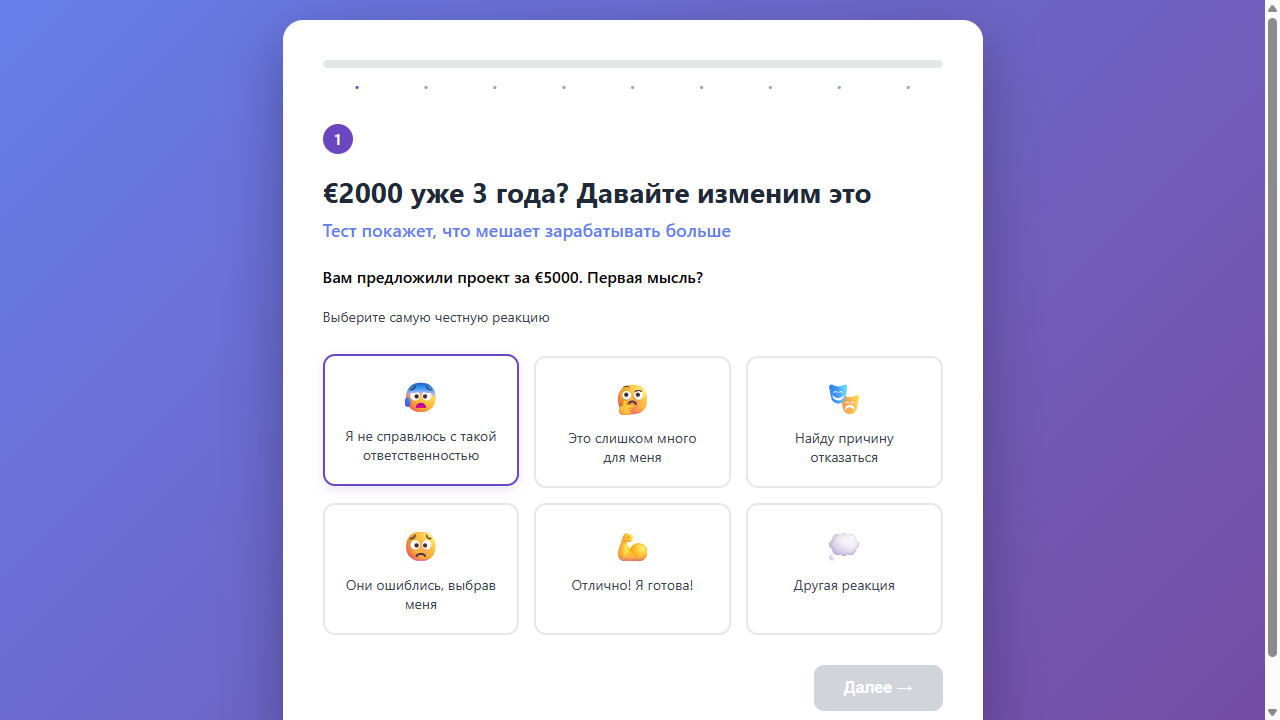 1
€2000 уже 3 года? Давайте изменим это
Тест покажет, что мешает зарабатывать больше
Вам предложили проект за €5000. Первая мысль?
Выберите самую честную реакцию
Я не справлюсь с такой
ответственностью
Это слишком много
для меня
Найду причину
отказаться
Они ошиблись, выбрав
меня
Отлично! Я готова!
Другая реакция
Далее →